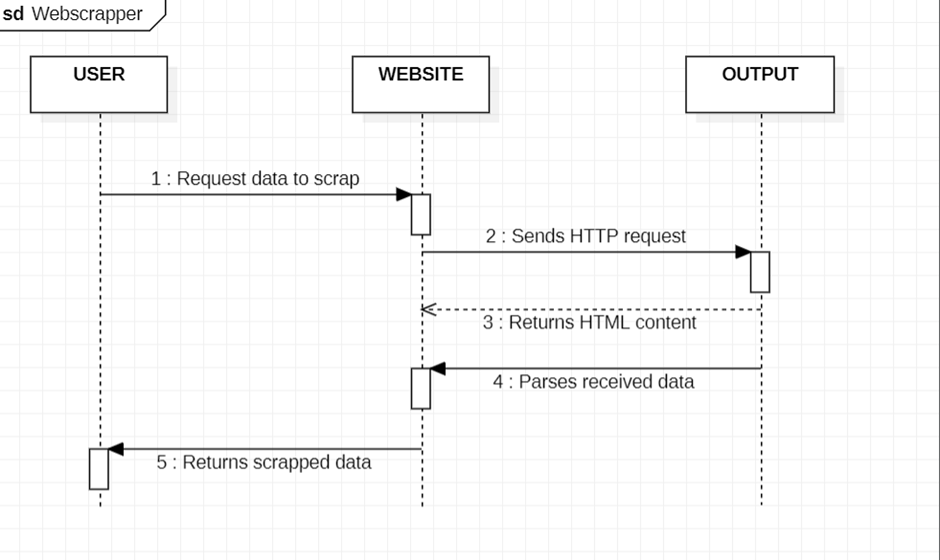 sd Webscrapper
USER
WEBSITE
OUTPUT
1 : Request data to scrap
2 : Sends HTTP request
3 : Returns HTML content
4 : Parses received data
5 : Returns scrapped data